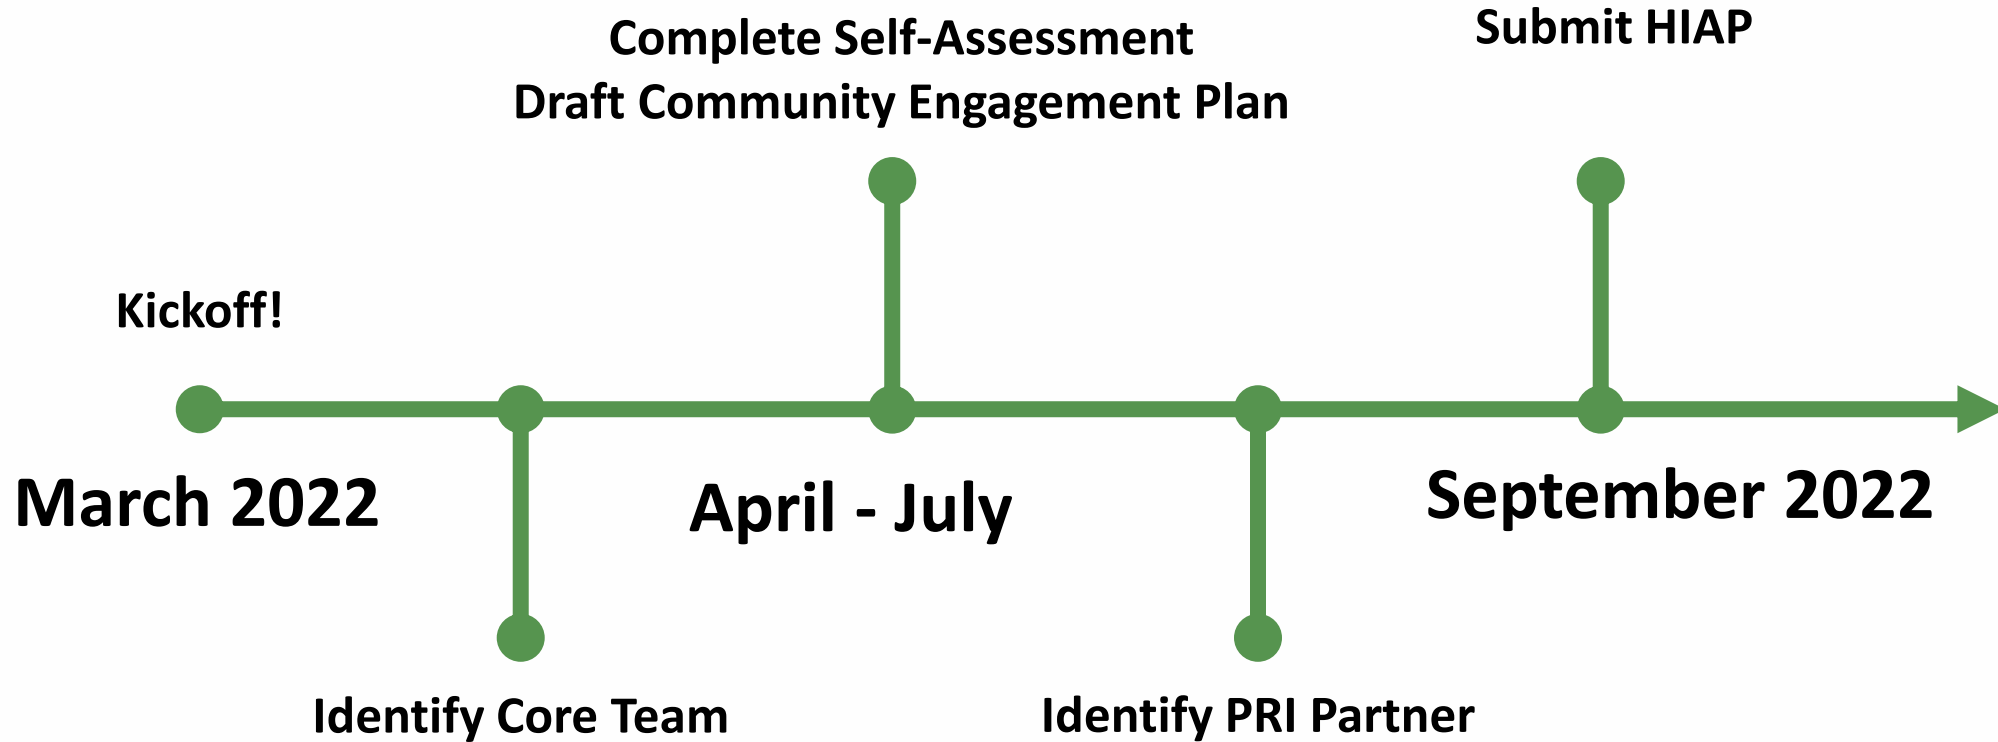 Complete Self-Assessment
Draft Community Engagement Plan
Submit HIAP
Kickoff!
March 2022
April - July
September 2022
Identify Core Team
Identify PRI Partner